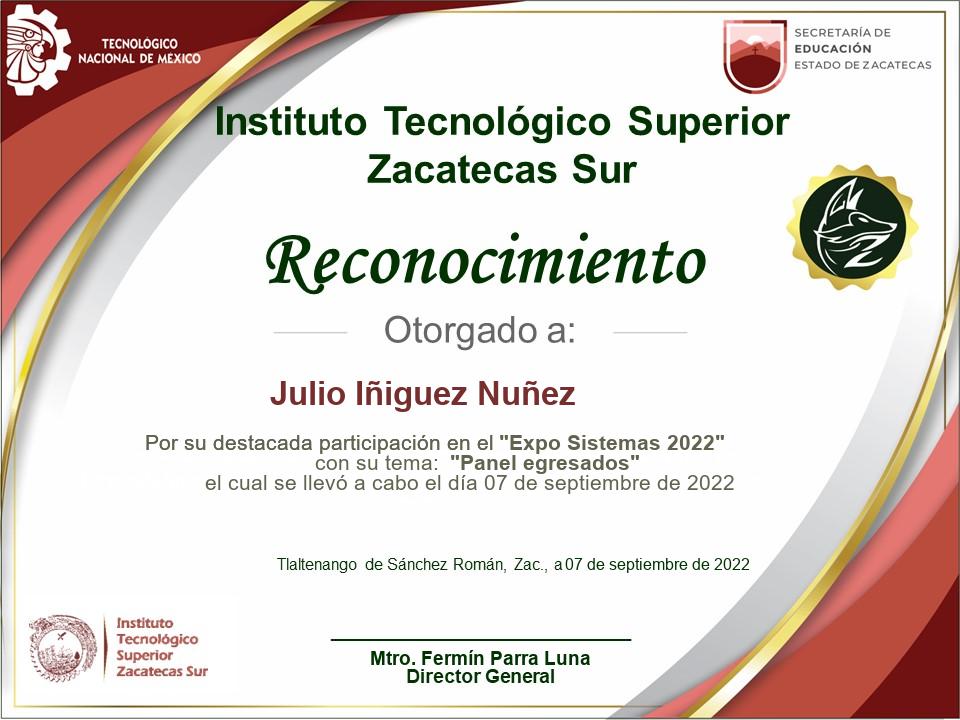 TECNOLÓGICO
NACIONAL DE MÉXICO
SECRETARÍA DE
EDUCACIÓN
ESTADO DE ZACATECAS
Instituto Tecnológico Superior
Zacatecas Sur
Reconocimiento
Otorgado a:
Julio Iñiguez Nuñez
Por su destacada participación en el "Expo Sistemas 2022"
con su tema: "Panel egresados"
el cual se llevó a cabo el día 07 de septiembre de 2022
Tlaltenango de Sánchez Román, Zac., a 07 de septiembre de 2022
Instituto
Tecnológico
Superior
Zacatecas Sur
Mtro. Fermín Parra Luna
Director General